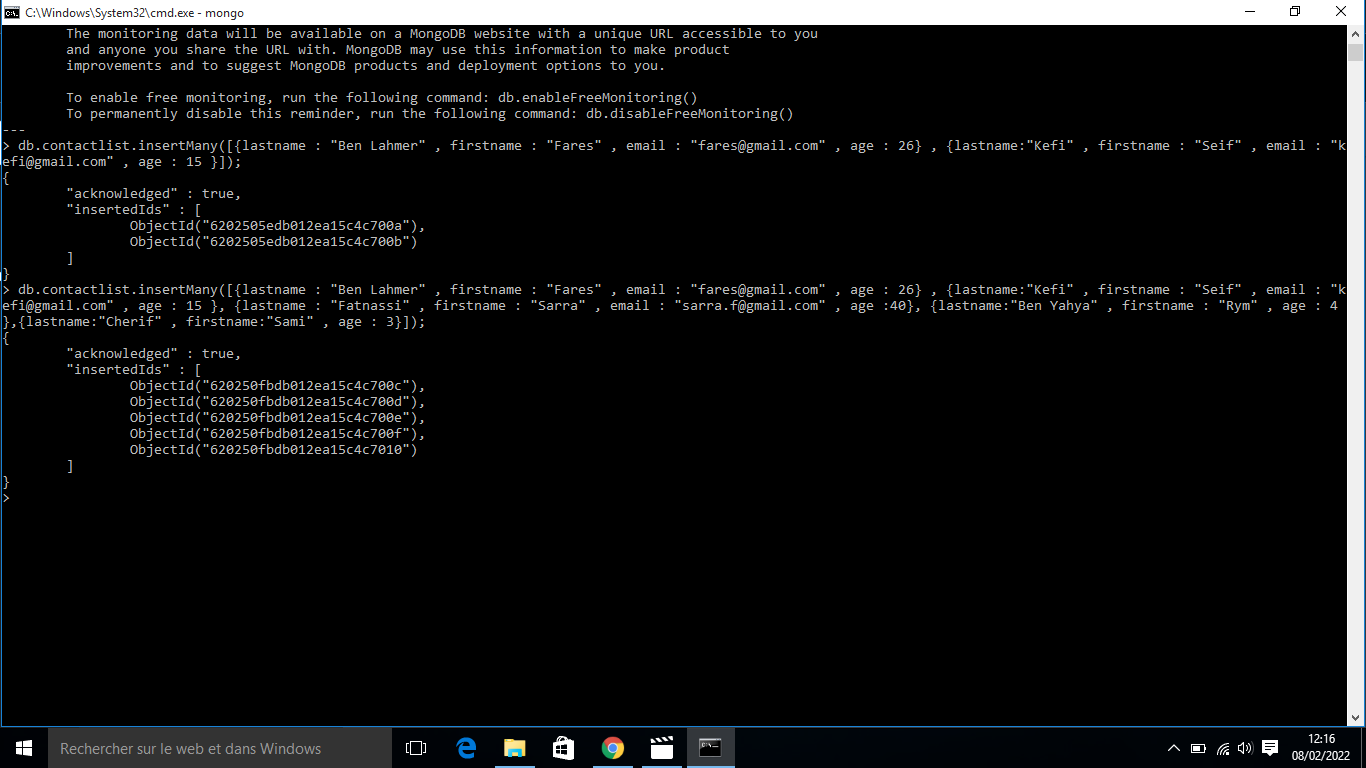 C:\Windows\System32\cmd.exe - mongo
The monitoring data will be available on a MongoDB website with a unique URL accessible to you
and anyone you share the URL with. MongoDB may use this information to make product
improvements and to suggest MongoDB products and deployment options to you.
To enable free monitoring, run the following command: db.enableFreeMonitoring()
To permanently disable this reminder, run the following command: db.disableFreeMonitoring()
---
> db.contactlist.insertMany([{lastname : "Ben Lahmer" , firstname : "Fares" , email : "fares@gmail.com" , age : 26} , {lastname:"Kefi" , firstname : "Seif" , email : "k
efi@gmail.com" , age : 15 }]);
{
"acknowledged" : true,
"insertedIds" : [
ObjectId("6202505edb012ea15c4c700a"),
ObjectId("6202505edb012ea15c4c700b")
]
}
> db.contactlist.insertMany([{lastname : "Ben Lahmer" , firstname : "Fares" , email : "fares@gmail.com" , age : 26} , {lastname:"Kefi" , firstname : "Seif" , email : "k
efi@gmail.com" , age : 15 }, {lastname : "Fatnassi" , firstname : "Sarra" , email : "sarra.f@gmail.com" , age :40}, {lastname:"Ben Yahya" , firstname : "Rym" , age : 4
},{lastname:"Cherif" , firstname:"Sami" , age : 3}]);
{
"acknowledged" : true,
"insertedIds" : [
ObjectId("620250fbdb012ea15c4c700c"),
ObjectId("620250fbdb012ea15c4c700d"),
ObjectId("620250fbdb012ea15c4c700e"),
ObjectId("620250fbdb012ea15c4c700f"),
ObjectId("620250fbdb012ea15c4c7010")
]
}
>
Rechercher sur le web et dans Windows
12:16
08/02/2022